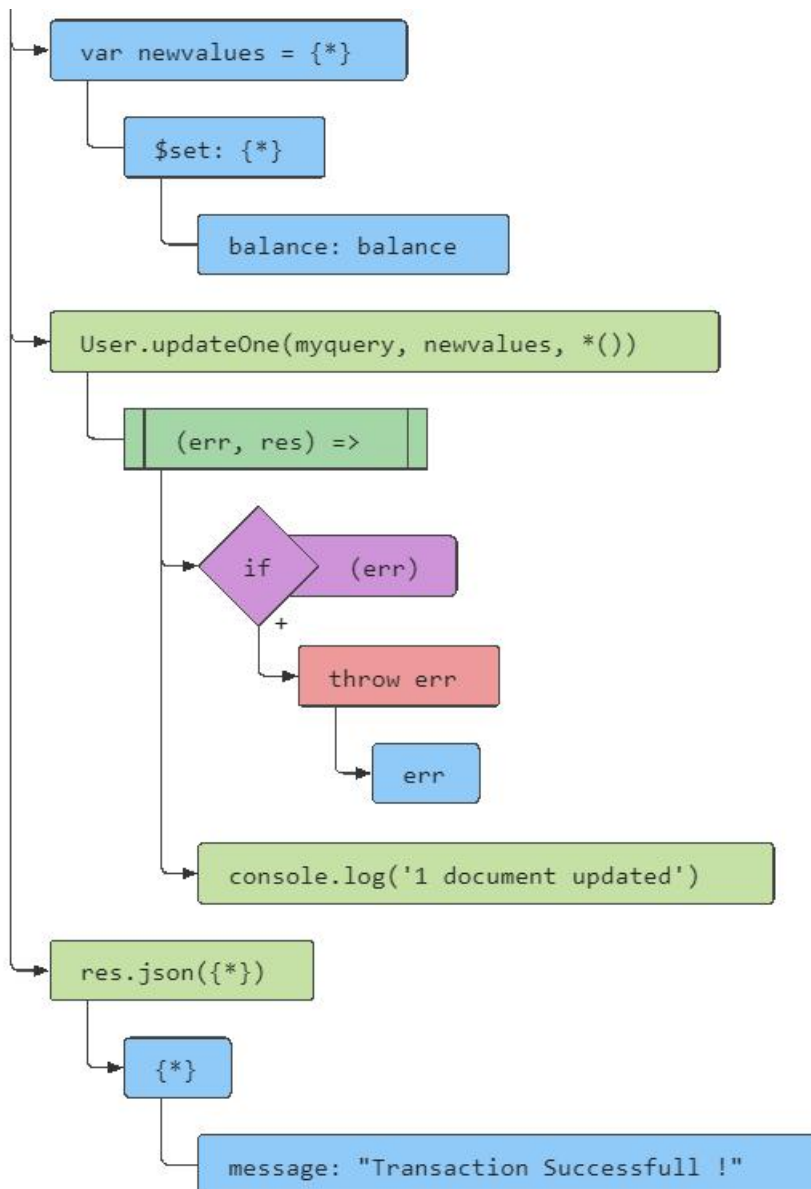 var newvalues = {*}
$set: {*}
balance: balance
User.updateOne(myquery, newvalues, *())
(err, res) =>
if (err)
+
throw err
err
console.log('1 document updated')
res.json({*})
{*}
message: "Transaction Successfull !"